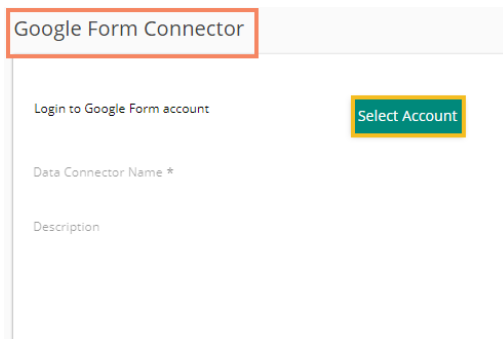 Google Form Connector
Login to Google Form account
Select Account
Data Connector Name *
Description